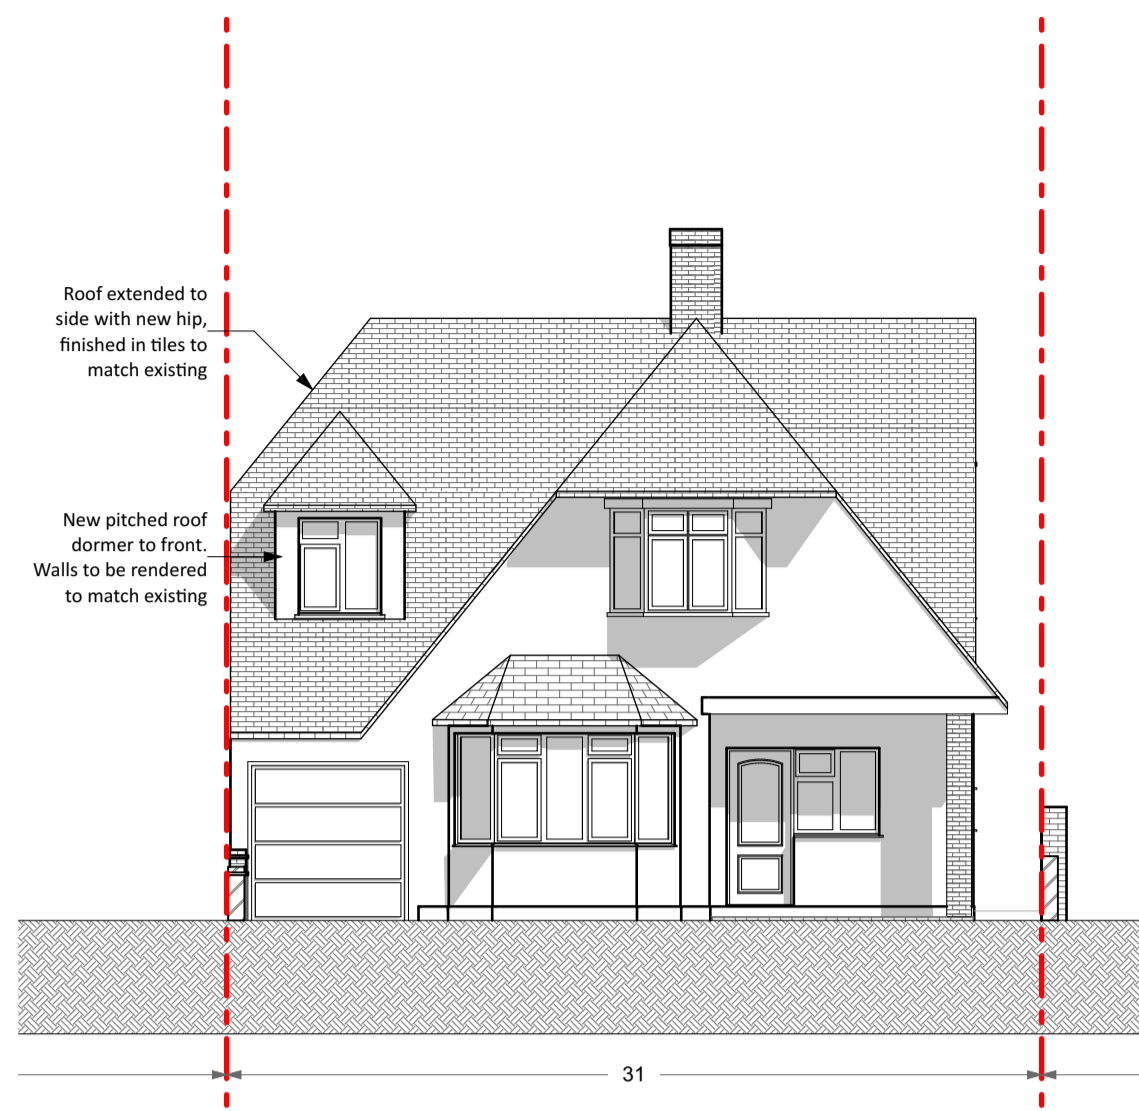 Roof extended to
side with new hip,
finished in tiles to
match existing
New pitched roof
dormer to front.
Walls to be rendered
to match existing
31